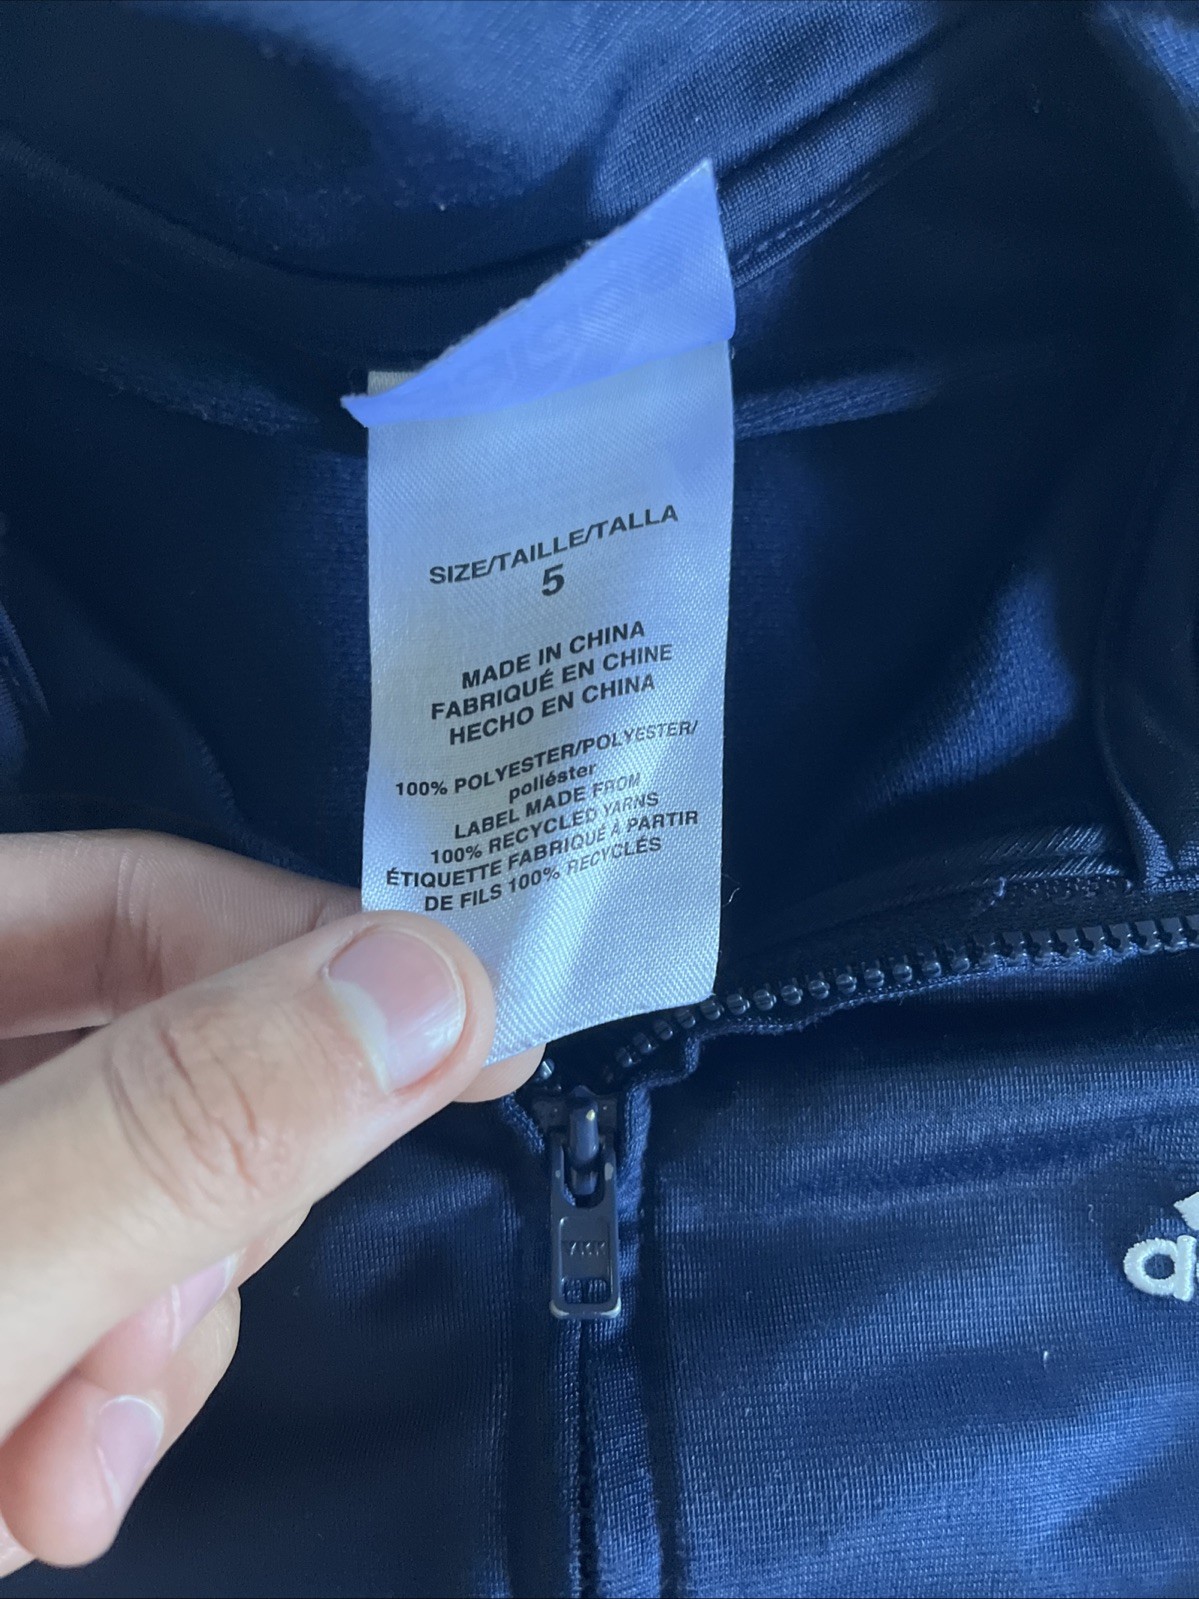 SIZE/TAILLE/TALLA
5
MADE IN CHINA
FABRIQUÉ EN CHINE
HECHO EN CHINA
100% POLYESTER/POLYESTER/
poliéster
LABEL MADE FROM
100% RECYCLED YARNS
ÉTIQUETTE FABRIQUÉ À PARTIR
DE FILS 100% RECYCLÉS
YKK